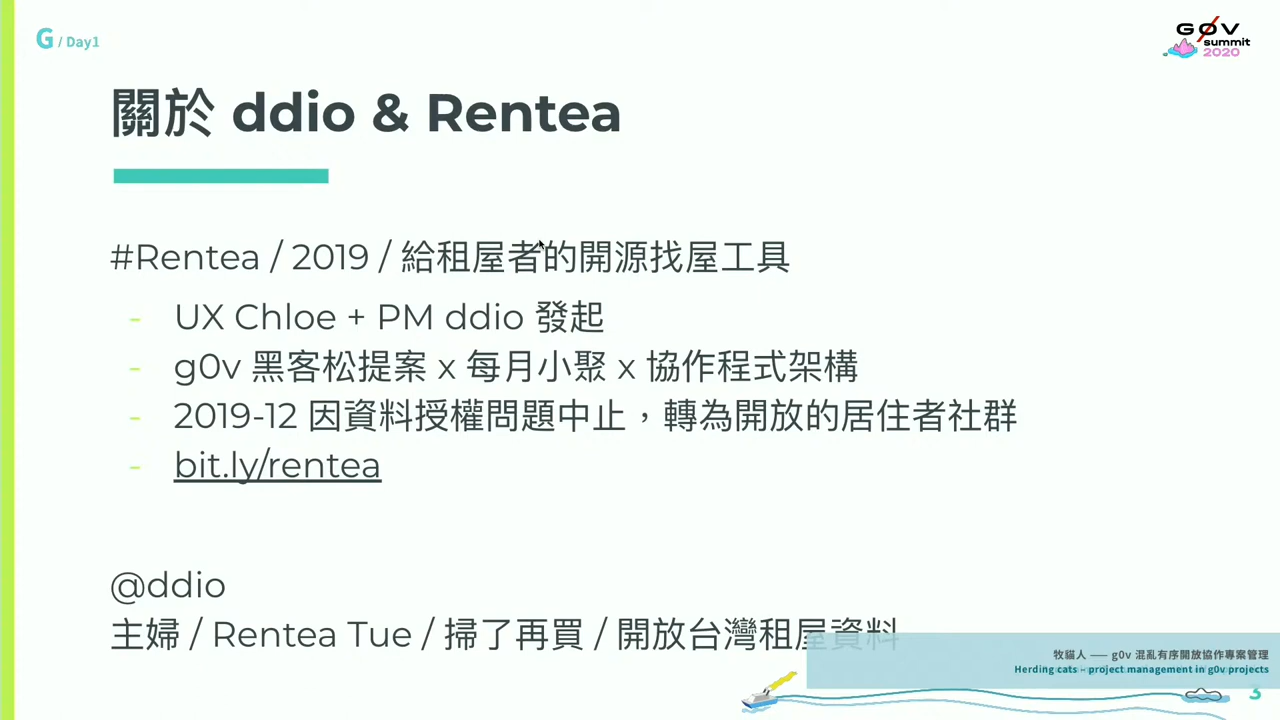 G / Day1
G0V
summit
2020
關於 ddio & Rentea
#Rentea / 2019 / 給租屋者的開源找屋工具
- UX Chloe + PM ddio 發起
- g0v 黑客松提案 x 每月小聚 x 協作程式架構
- 2019-12 因資料授權問題中止，轉為開放的居住者社群
- bit.ly/rentea
@ddio
主婦 / Rentea Tue / 掃了再買 / 開放台灣租屋資料
牧貓人 —— g0v 混亂有序開放協作專案管理
Herding cats - project management in g0v projects
3